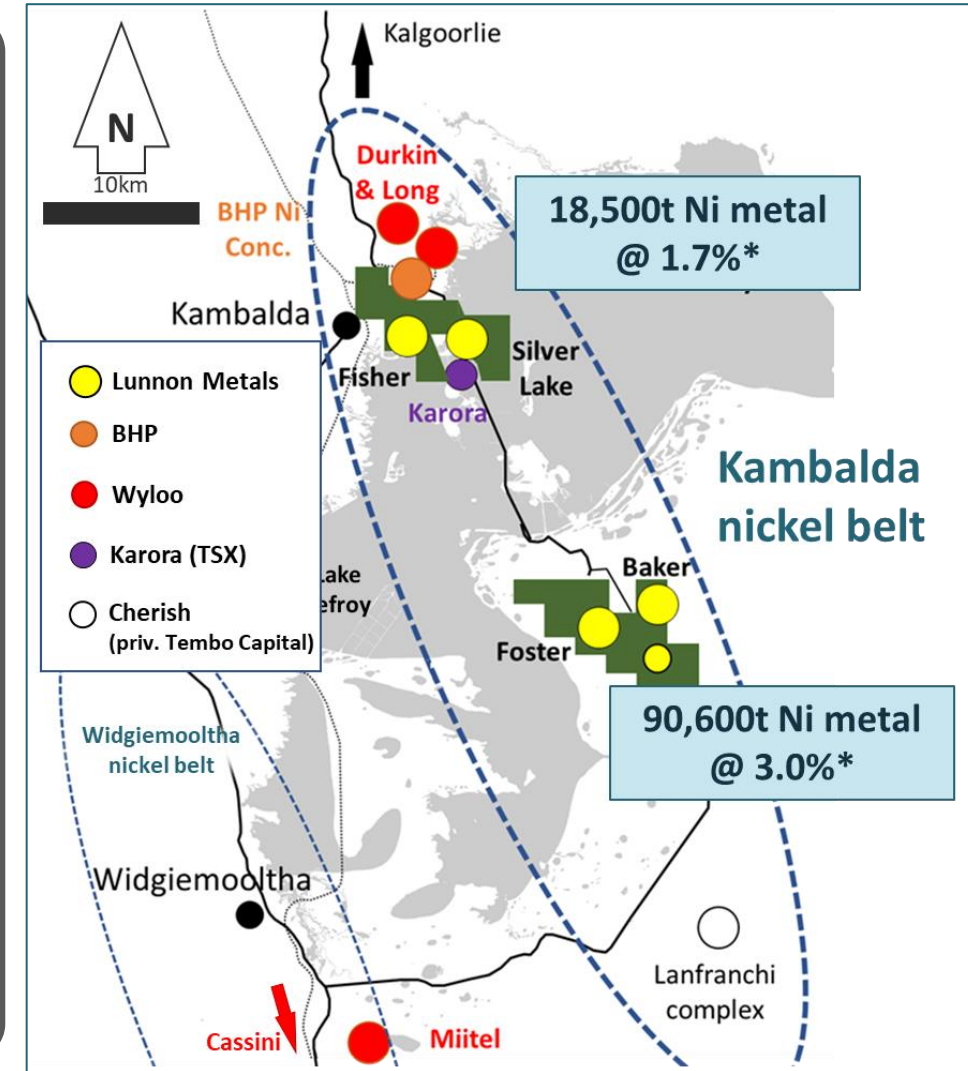 Kalgoorlie
N
10km
Durkin
& Long
BHP Ni
Conc.
18,500t Ni metal
@ 1.7%*
Kambalda
Fisher
Silver
Lake
Karora
Lunnon Metals
BHP
Wyloo
Karora (TSX)
Cherish
(priv. Tembo Capital)
Kambalda
nickel belt
Baker
Foster
90,600t Ni metal
@ 3.0%*
Widgiemooltha
nickel belt
Widgiemooltha
Lanfranchi
complex
Cassini
Miitel